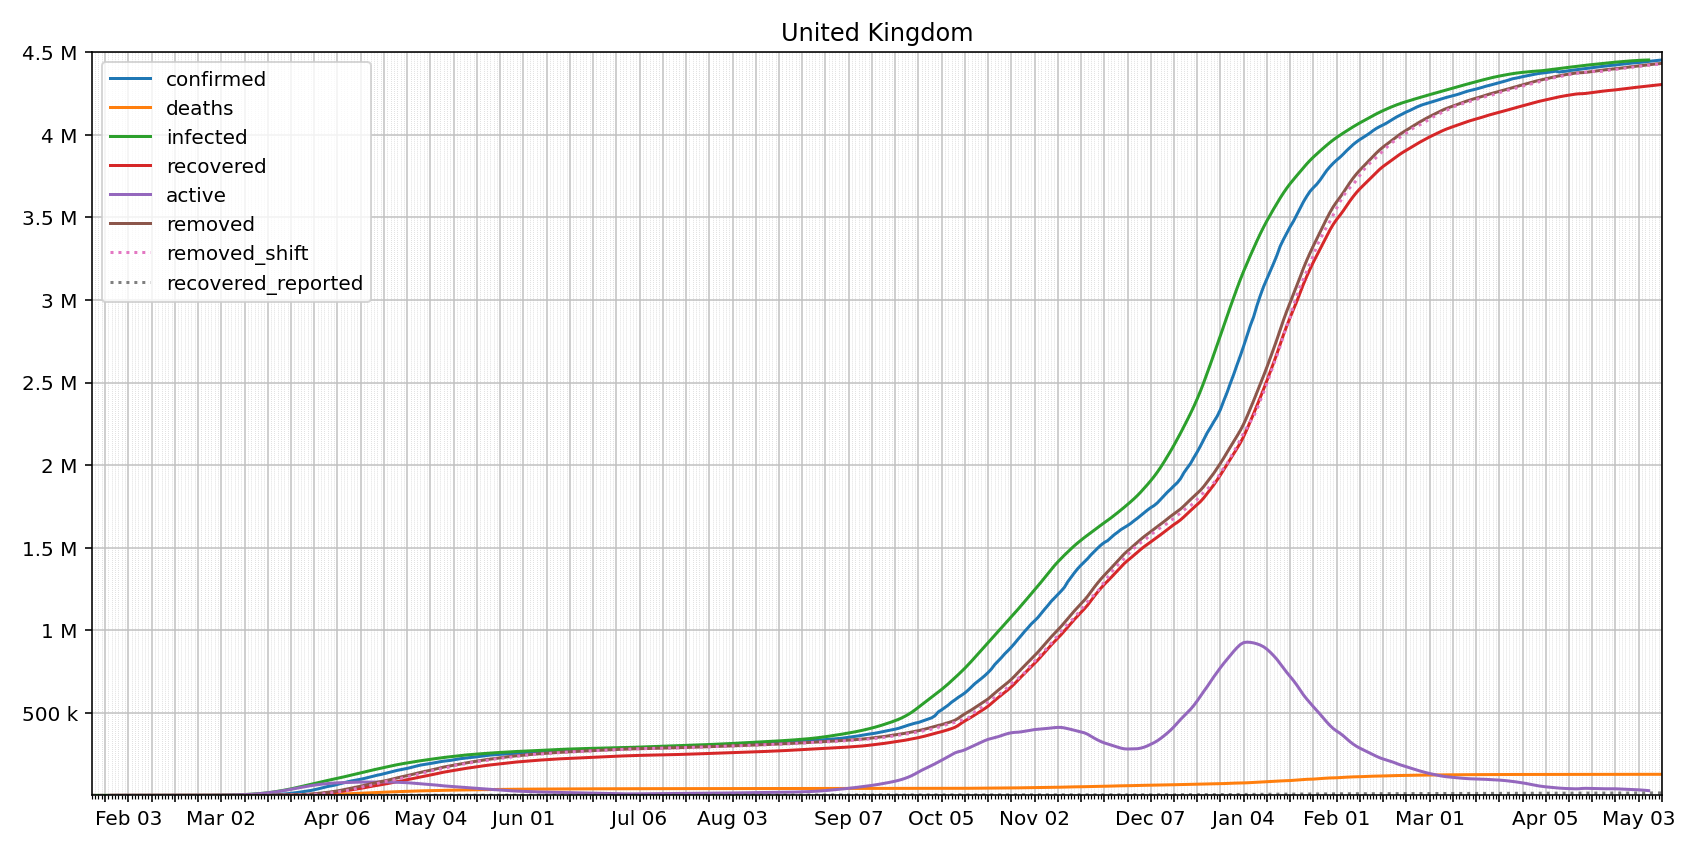 United Kingdom
4.5 M
4 M
3.5 M
3 M
2.5 M
2 M
1.5 M
1 M
500 k
confirmed
deaths
infected
recovered
active
removed
removed_shift
recovered_reported
Feb 03 Mar 02 Apr 06 May 04 Jun 01 Jul 06 Aug 03 Sep 07 Oct 05 Nov 02 Dec 07 Jan 04 Feb 01 Mar 01 Apr 05 May 03